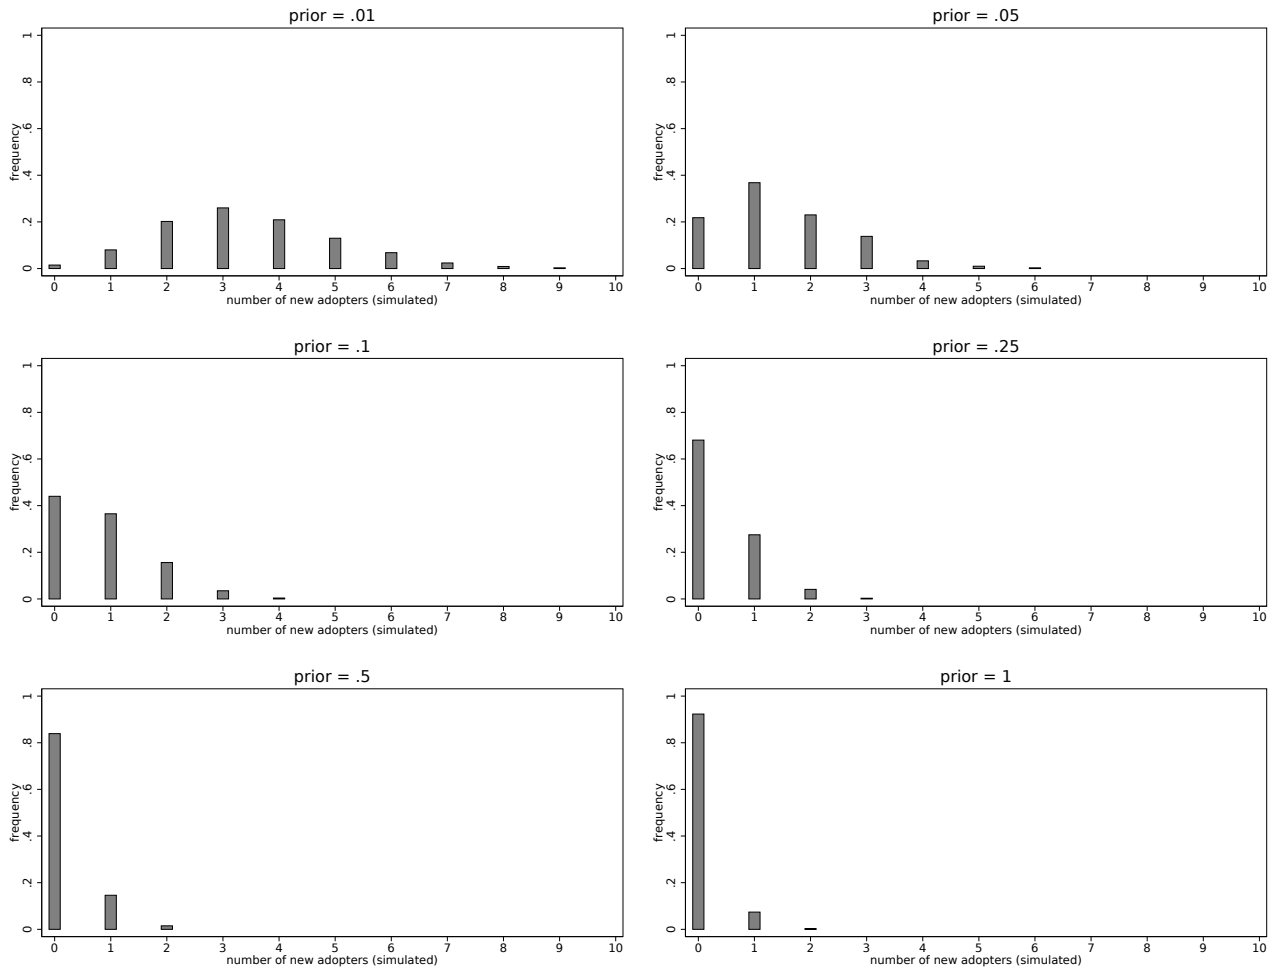 prior = .01
frequency
0 .2 .4 .6 .8 1
0 1 2 3 4 5 6 7 8 9 10
number of new adopters (simulated)
prior = .05
frequency
0 .2 .4 .6 .8 1
0 1 2 3 4 5 6 7 8 9 10
number of new adopters (simulated)
prior = .1
frequency
0 .2 .4 .6 .8 1
0 1 2 3 4 5 6 7 8 9 10
number of new adopters (simulated)
prior = .25
frequency
0 .2 .4 .6 .8 1
0 1 2 3 4 5 6 7 8 9 10
number of new adopters (simulated)
prior = .5
frequency
0 .2 .4 .6 .8 1
0 1 2 3 4 5 6 7 8 9 10
number of new adopters (simulated)
prior = 1
frequency
0 .2 .4 .6 .8 1
0 1 2 3 4 5 6 7 8 9 10
number of new adopters (simulated)